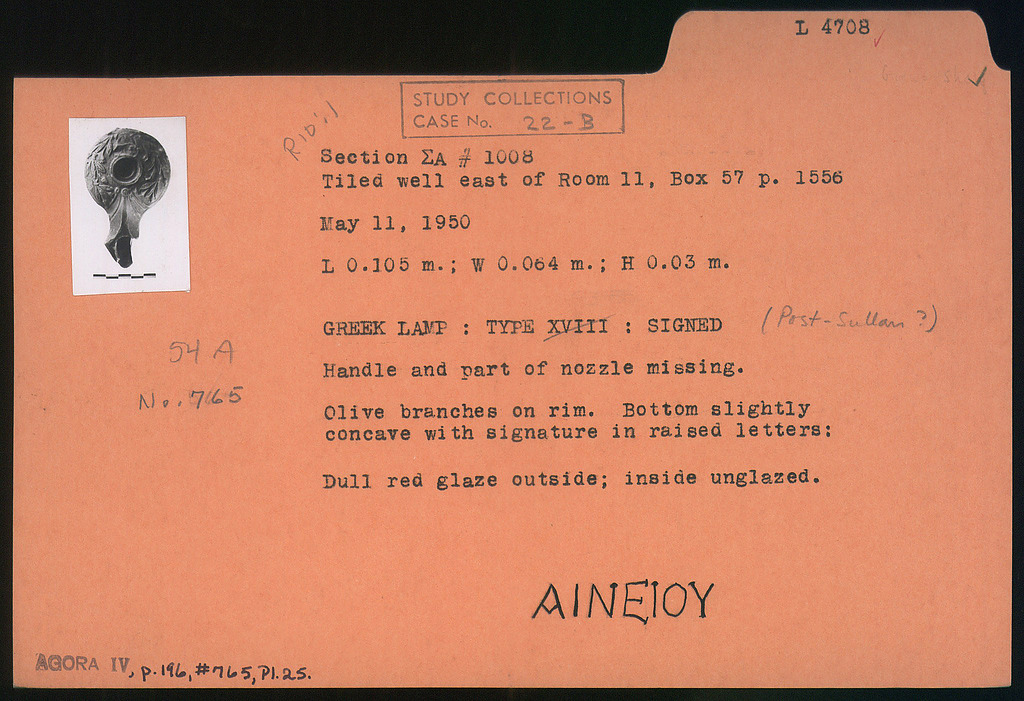 L 4708
STUDY COLLECTIONS
CASE No. 22-B
Section ΣΑ # 1008
Tiled well east of Room 11, Box 57 p. 1556
May 11, 1950
L 0.105 m.; W 0.064 m.; H 0.03 m.
GREEK LAMP : TYPE XVIII : SIGNED (Post-Sullan ?)
54 A
Handle and part of nozzle missing.
No. 765
Olive branches on rim. Bottom slightly
concave with signature in raised letters:
Dull red glaze outside; inside unglazed.
ΑΙΝΕΙΟΥ
AGORA IV, p.196, #765, Pl.25.